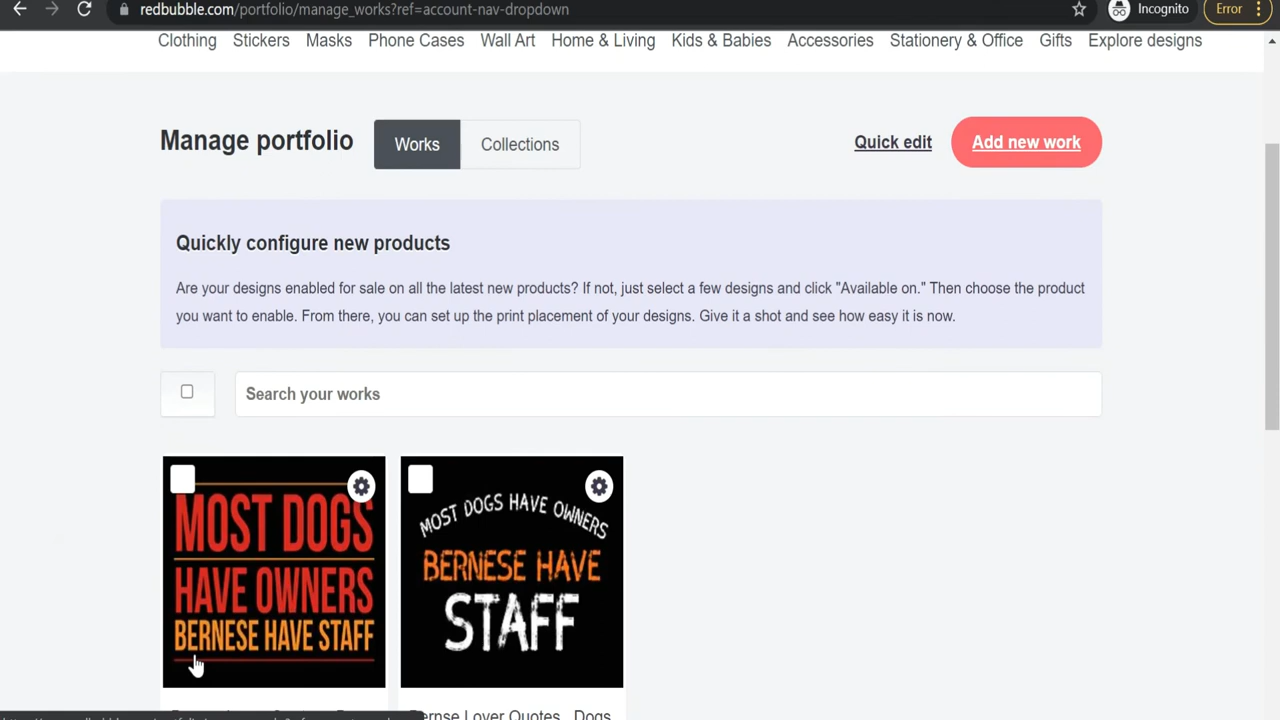 redbubble.com/portfolio/manage_works?ref=account-nav-dropdown
Incognito
Error
Clothing Stickers Masks Phone Cases Wall Art Home & Living Kids & Babies Accessories Stationery & Office Gifts Explore designs
Manage portfolio
Works
Collections
Quick edit
Add new work
Quickly configure new products
Are your designs enabled for sale on all the latest new products? If not, just select a few designs and click "Available on." Then choose the product
you want to enable. From there, you can set up the print placement of your designs. Give it a shot and see how easy it is now.
Search your works
MOST DOGS
HAVE OWNERS
BERNESE HAVE STAFF
MOST DOGS HAVE OWNERS
BERNESE HAVE
STAFF
Lover Quotes Dogs